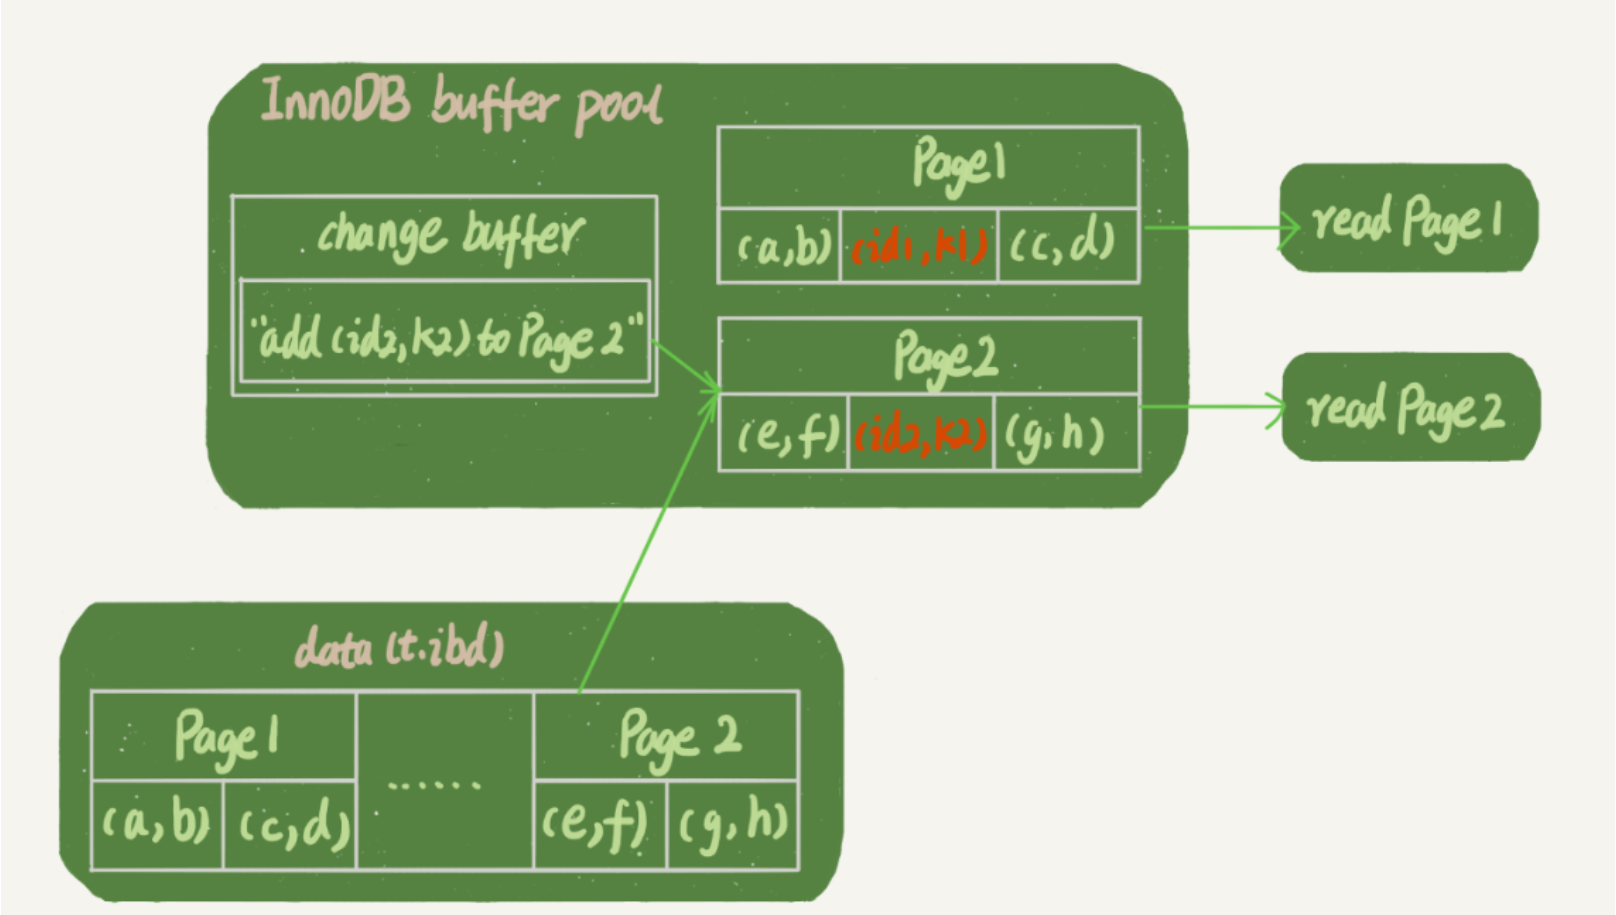 InnoDB buffer pool
change buffer
"add (id2,k2) to Page 2"
Page1
(a,b) (id1,k1) (c,d)
Page2
(e,f) (id2,k2) (g,h)
read Page 1
read Page 2
data (t.ibd)
Page 1 ...... Page 2
(a,b) (c,d) (e,f) (g,h)